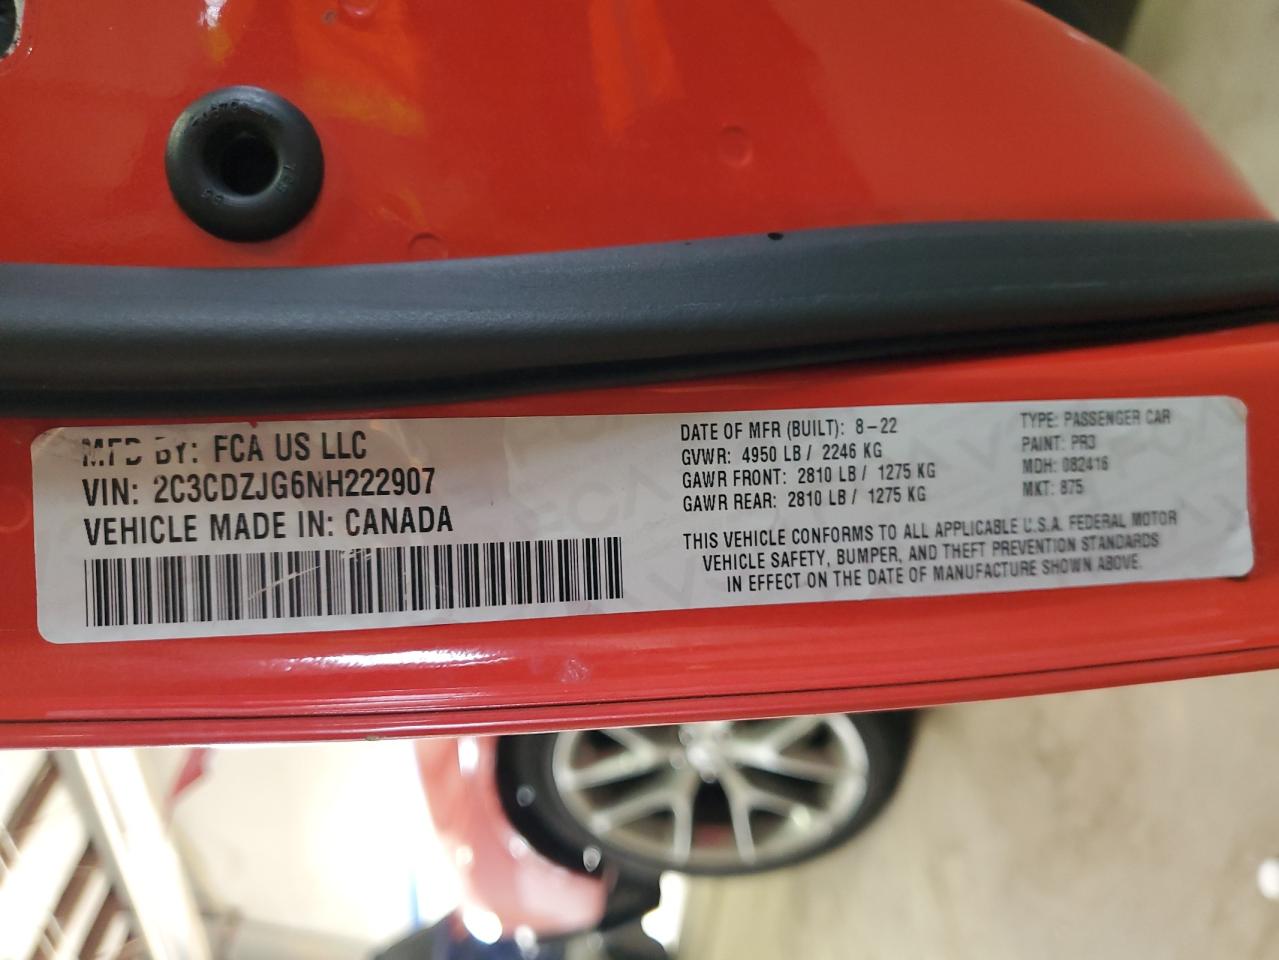 MFD BY: FCA US LLC
VIN: 2C3CDZJG6NH222907
VEHICLE MADE IN: CANADA
DATE OF MFR (BUILT): 8-22
GVWR: 4950 LB / 2246 KG
GAWR FRONT: 2810 LB / 1275 KG
GAWR REAR: 2810 LB / 1275 KG
TYPE: PASSENGER CAR
PAINT: PR3
MDH: 082416
MKT: 875
THIS VEHICLE CONFORMS TO ALL APPLICABLE U.S.A. FEDERAL MOTOR
VEHICLE SAFETY, BUMPER, AND THEFT PREVENTION STANDARDS
IN EFFECT ON THE DATE OF MANUFACTURE SHOWN ABOVE.